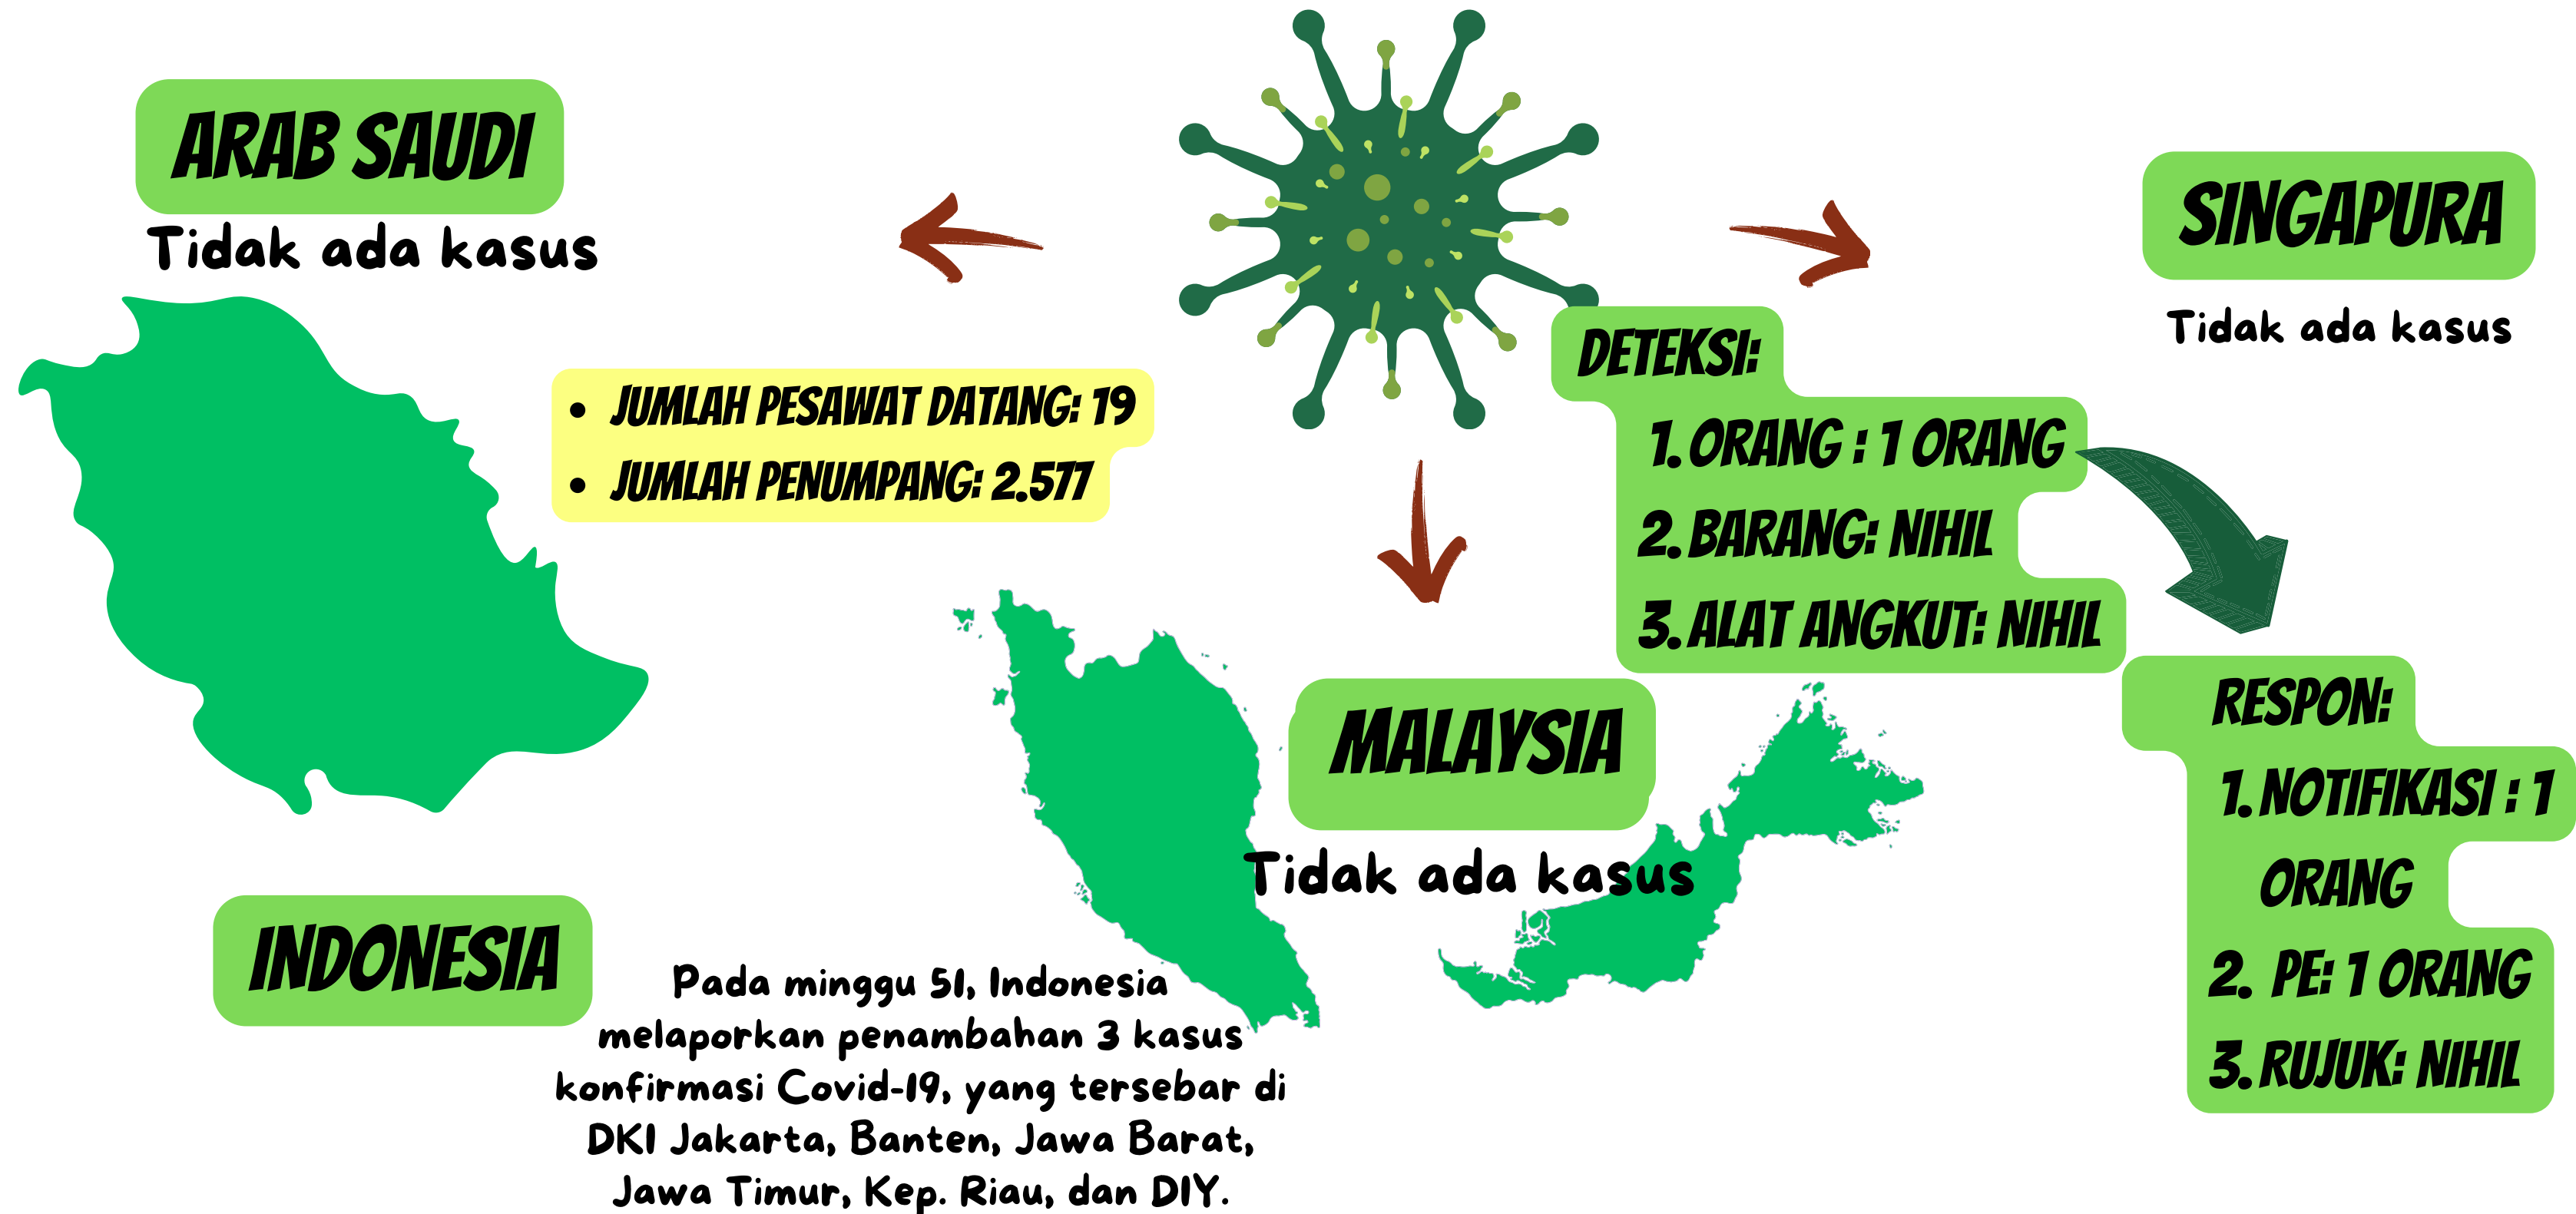 ARAB SAUDI
Tidak ada kasus
SINGAPURA
Tidak ada kasus
• JUMLAH PESAWAT DATANG: 19
• JUMLAH PENUMPANG: 2.577
DETEKSI:
1. ORANG : 1 ORANG
2. BARANG: NIHIL
3. ALAT ANGKUT: NIHIL
MALAYSIA
Tidak ada kasus
RESPON:
1. NOTIFIKASI : 1
ORANG
2. PE: 1 ORANG
3. RUJUK: NIHIL
INDONESIA
Pada minggu 51, Indonesia
melaporkan penambahan 3 kasus
konfirmasi Covid-19, yang tersebar di
DKI Jakarta, Banten, Jawa Barat,
Jawa Timur, Kep. Riau, dan DIY.